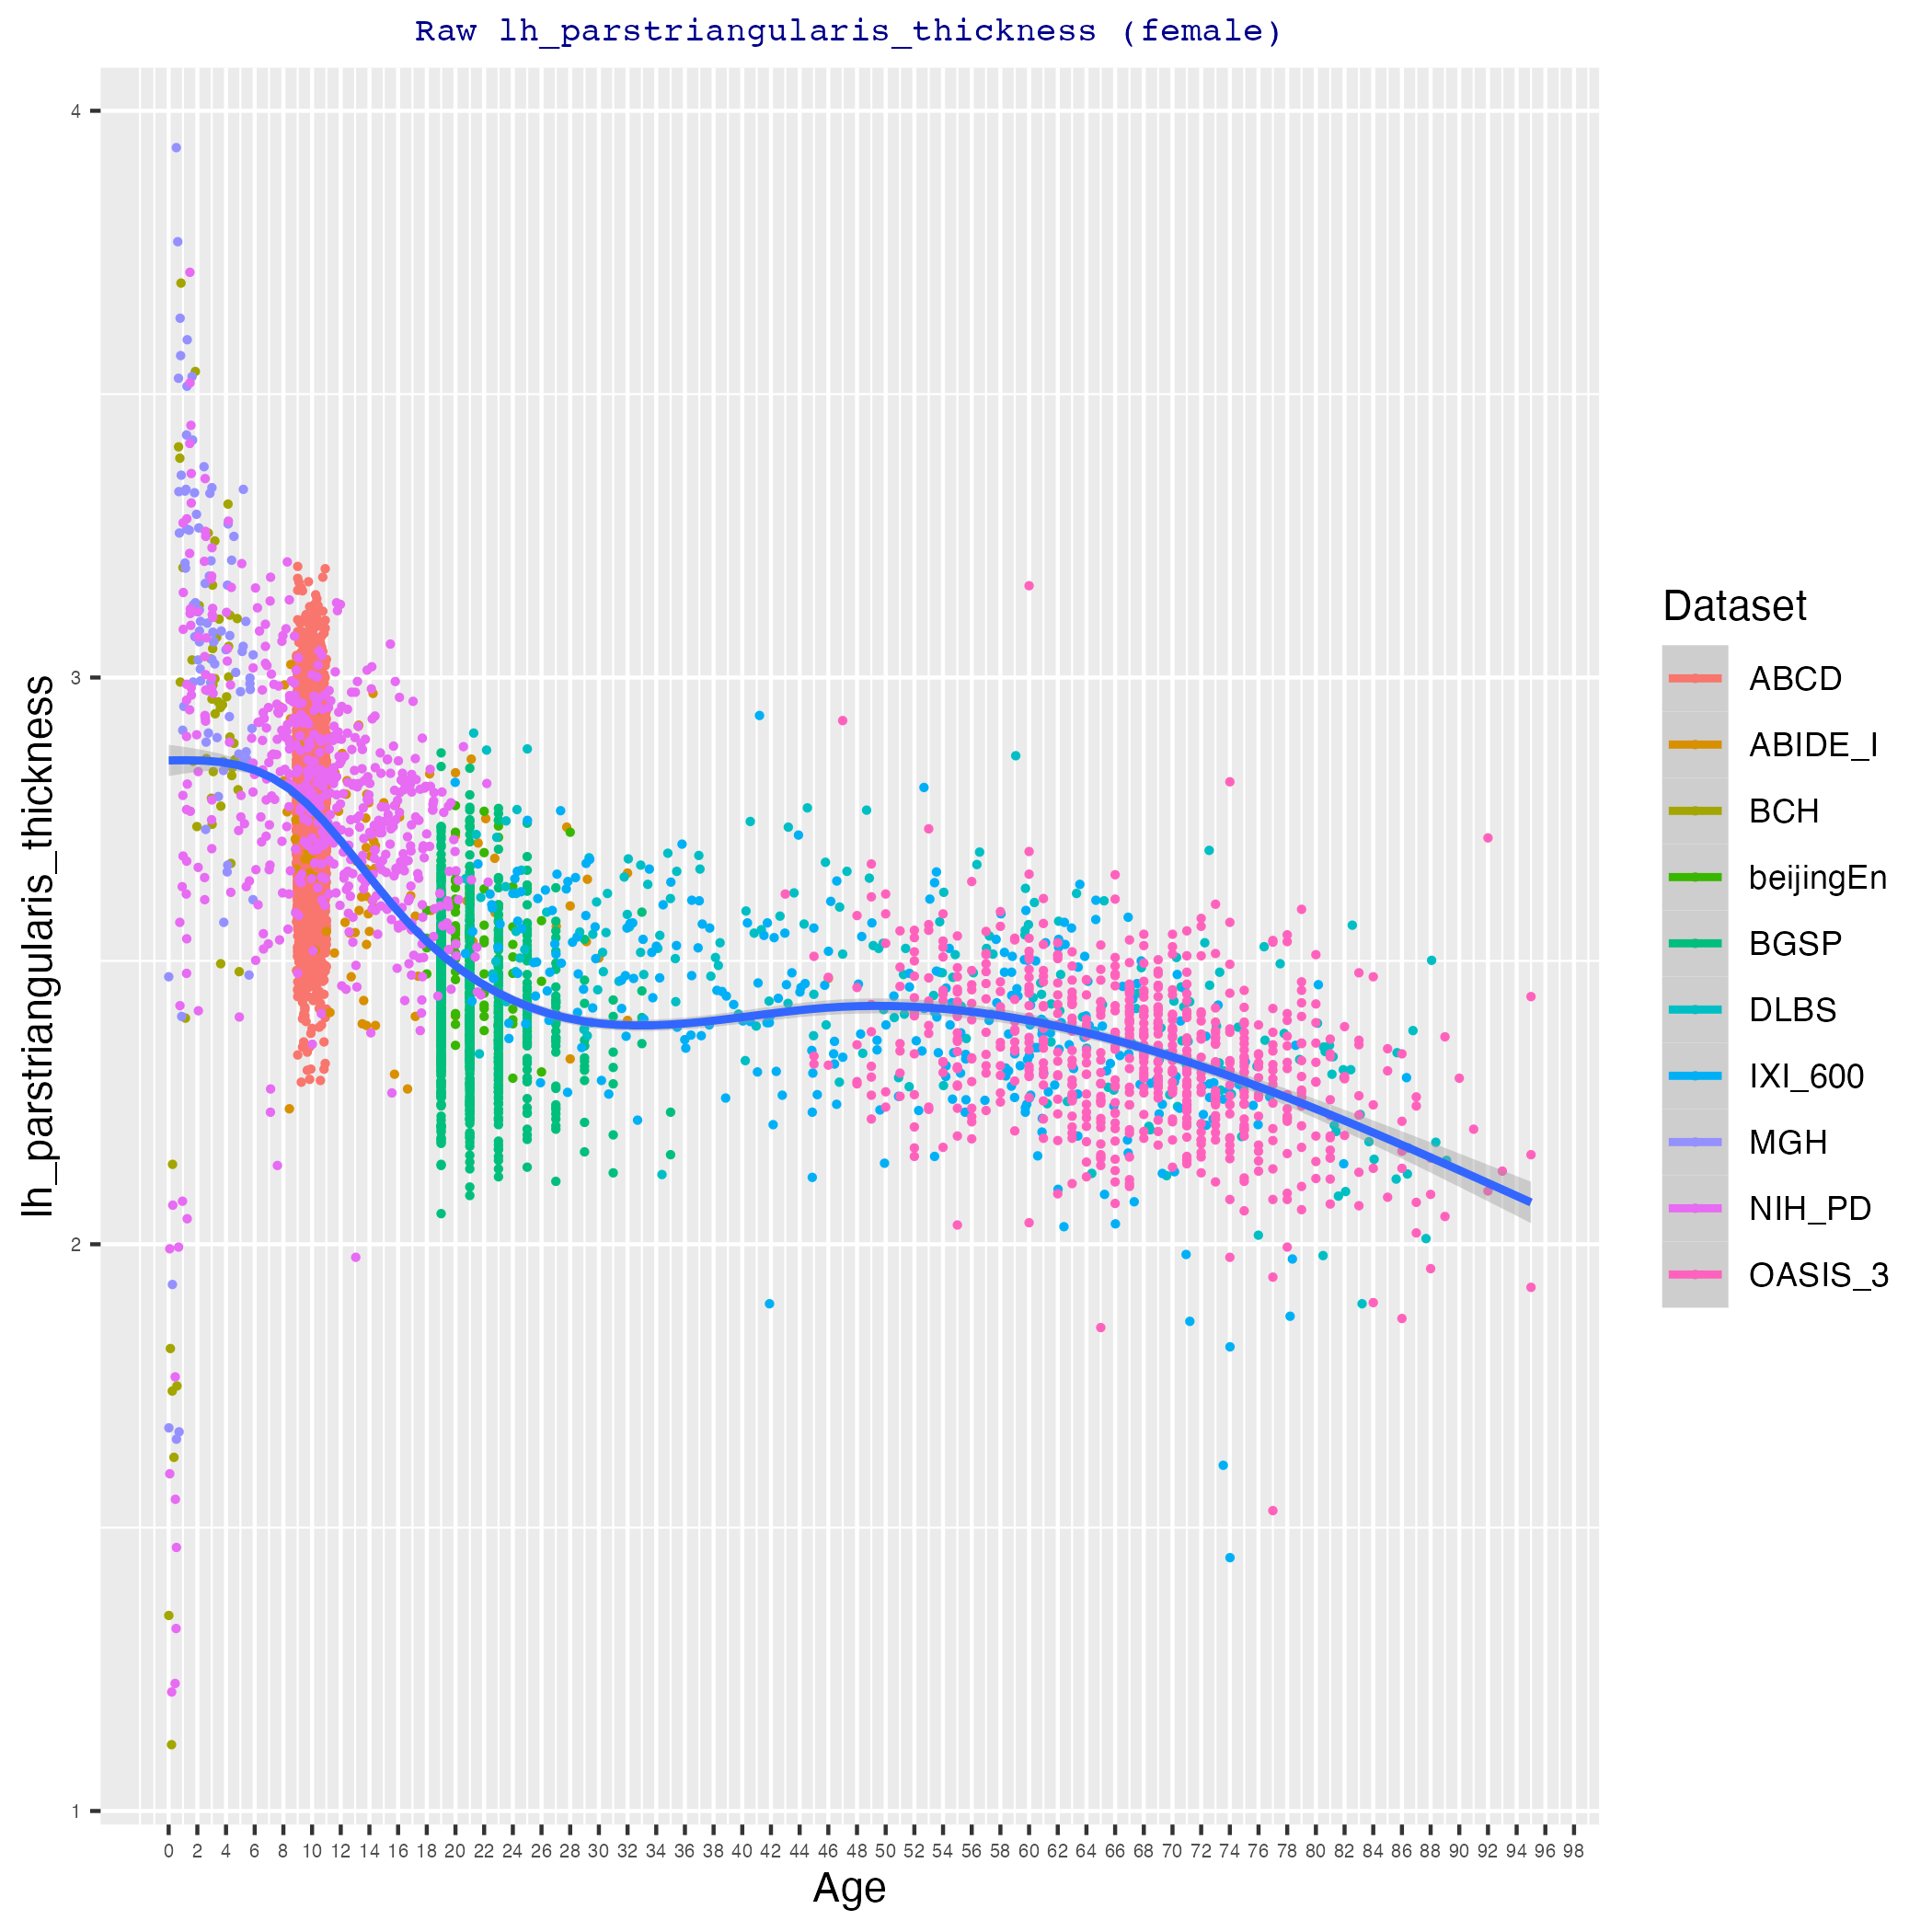 Raw lh_parstriangularis_thickness (female)
lh_parstriangularis_thickness
4
3
2
1
0 2 4 6 8 10 12 14 16 18 20 22 24 26 28 30 32 34 36 38 40 42 44 46 48 50 52 54 56 58 60 62 64 66 68 70 72 74 76 78 80 82 84 86 88 90 92 94 96 98
Age
Dataset
ABCD
ABIDE_I
BCH
beijingEn
BGSP
DLBS
IXI_600
MGH
NIH_PD
OASIS_3